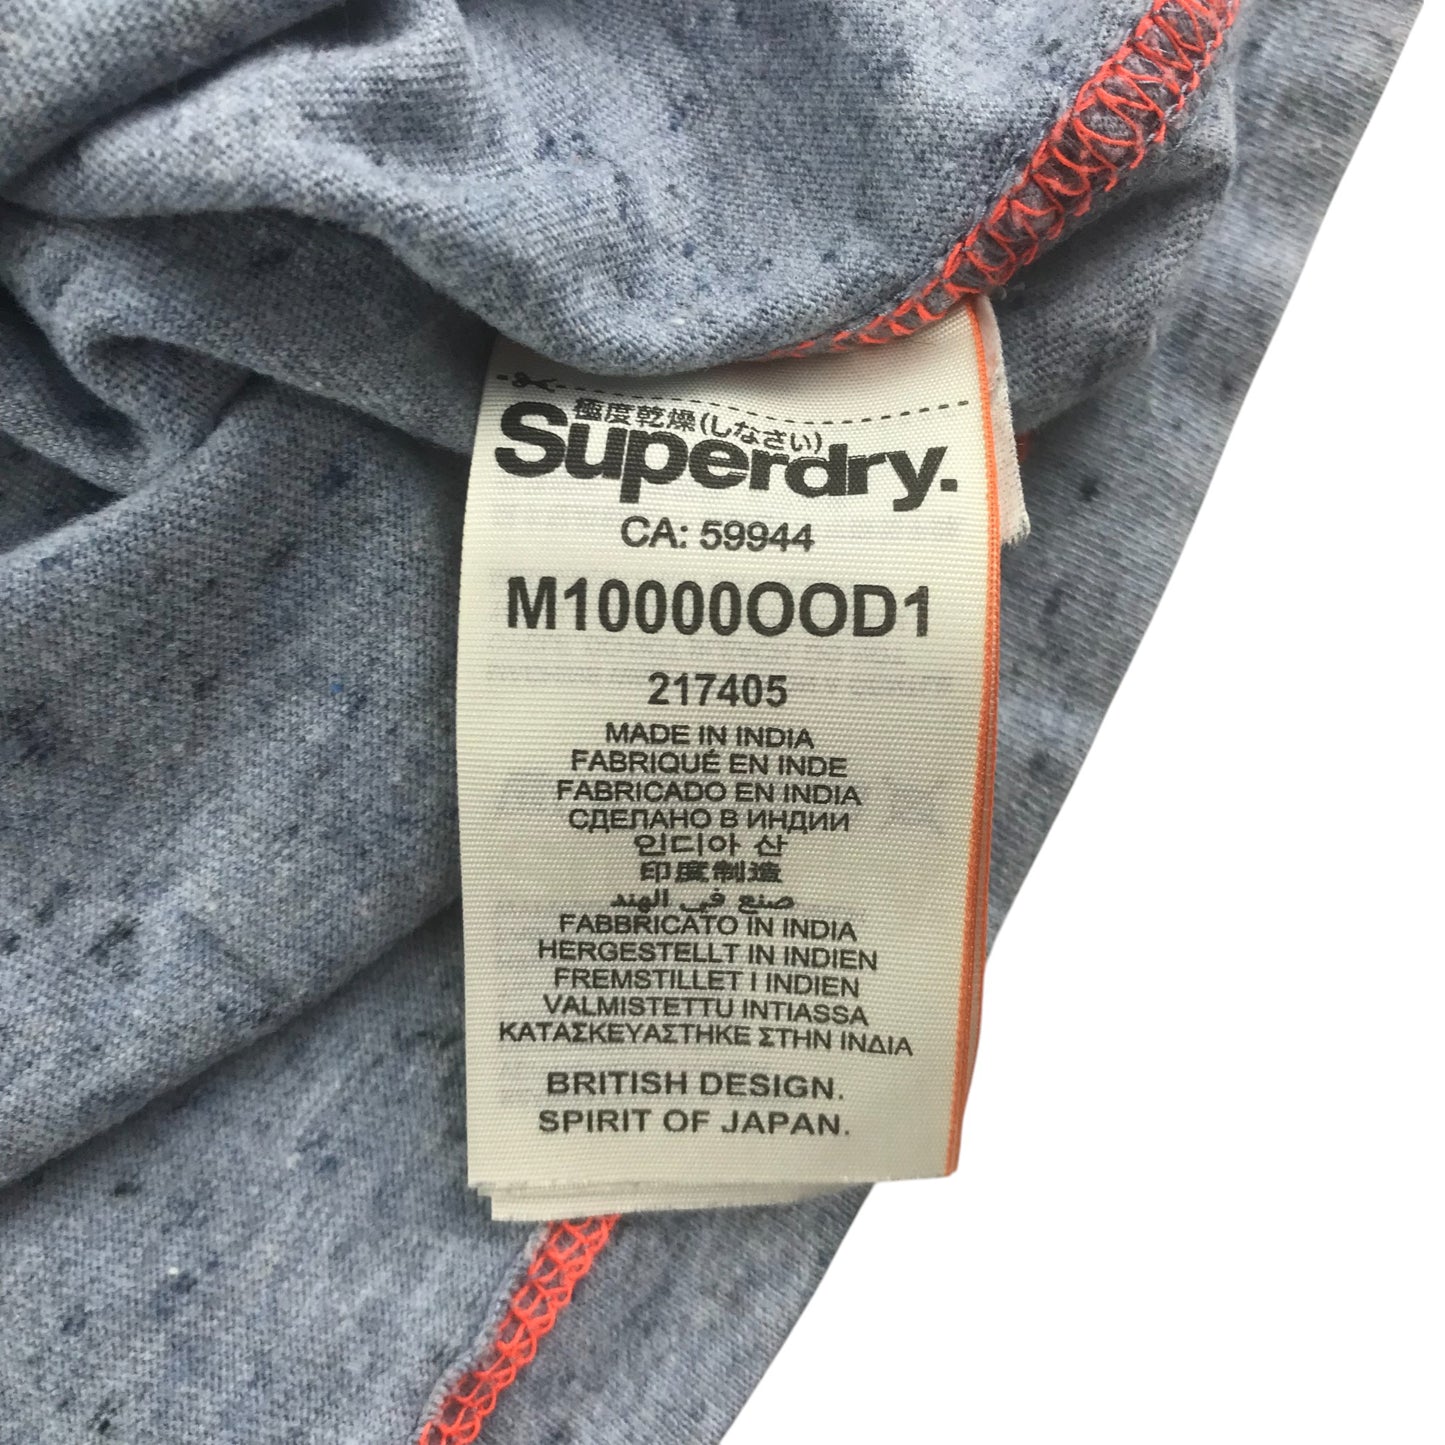 極度乾燥(しなさい)
Superdry.
CA: 59944
M10000OOD1
217405
MADE IN INDIA
FABRIQUÉ EN INDE
FABRICADO EN INDIA
СДЕЛАНО В ИНДИИ
인디아 산
印度制造
صنع في الهند
FABBRICATO IN INDIA
HERGESTELLT IN INDIEN
FREMSTILLET I INDIEN
VALMISTETTU INTIASSA
ΚΑΤΑΣΚΕΥΑΣΤΗΚΕ ΣΤΗΝ ΙΝΔΙΑ
BRITISH DESIGN.
SPIRIT OF JAPAN.